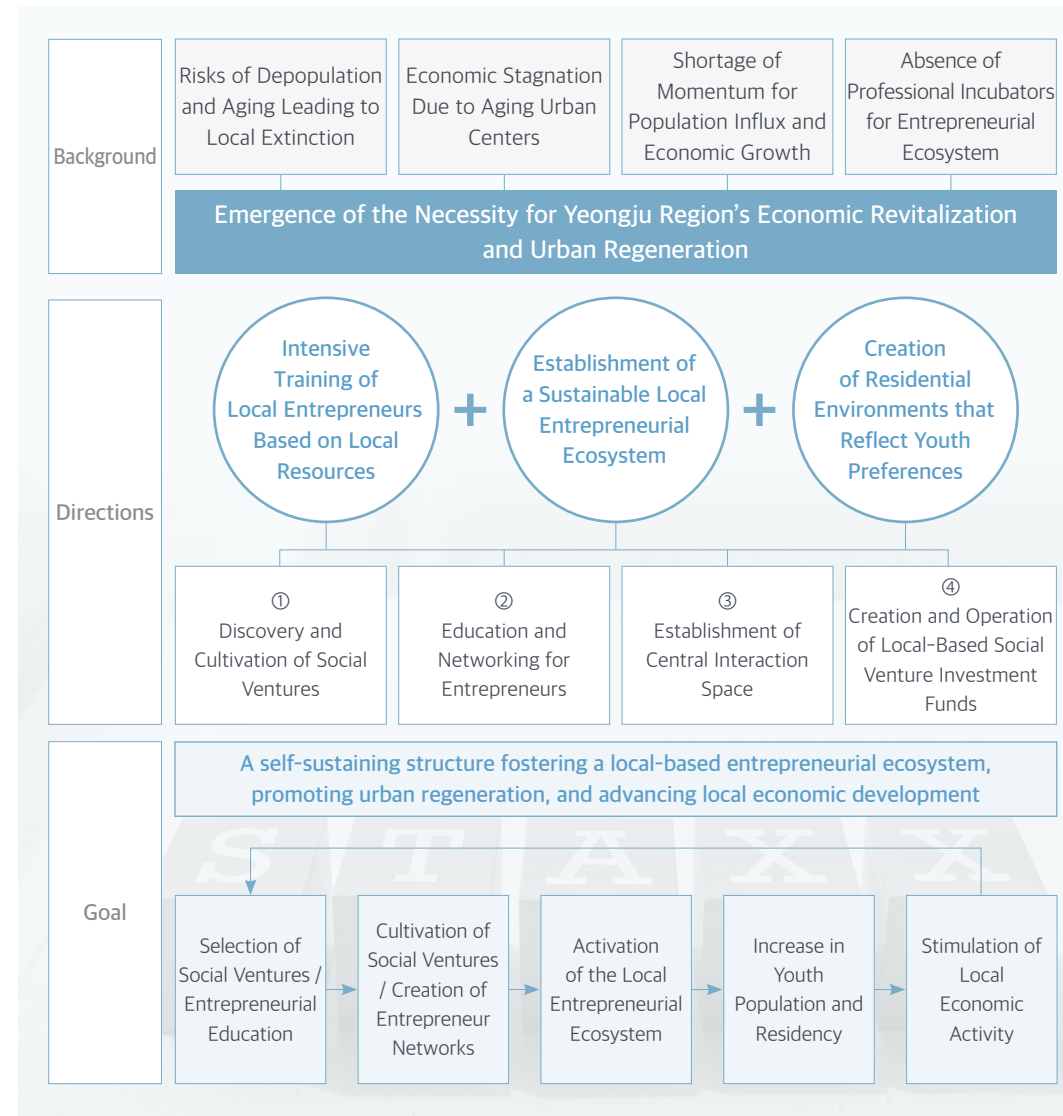 Background
Risks of Depopulation
and Aging Leading to
Local Extinction
Economic Stagnation
Due to Aging Urban
Centers
Shortage of
Momentum for
Population Influx and
Economic Growth
Absence of
Professional Incubators
for Entrepreneurial
Ecosystem
Emergence of the Necessity for Yeongju Region's Economic Revitalization
and Urban Regeneration
Directions
Intensive
Training of
Local Entrepreneurs
Based on Local
Resources
+
Establishment of
a Sustainable Local
Entrepreneurial
Ecosystem
+
Creation
of Residential
Environments that
Reflect Youth
Preferences
①
Discovery and
Cultivation of Social
Ventures
②
Education and
Networking for
Entrepreneurs
③
Establishment of
Central Interaction
Space
④
Creation and Operation
of Local-Based Social
Venture Investment
Funds
Goal
A self-sustaining structure fostering a local-based entrepreneurial ecosystem,
promoting urban regeneration, and advancing local economic development
STAXX
Selection of
Social Ventures /
Entrepreneurial
Education
Cultivation of
Social Ventures
/ Creation of
Entrepreneur
Networks
Activation
of the Local
Entrepreneurial
Ecosystem
Increase in
Youth
Population and
Residency
Stimulation of
Local
Economic
Activity